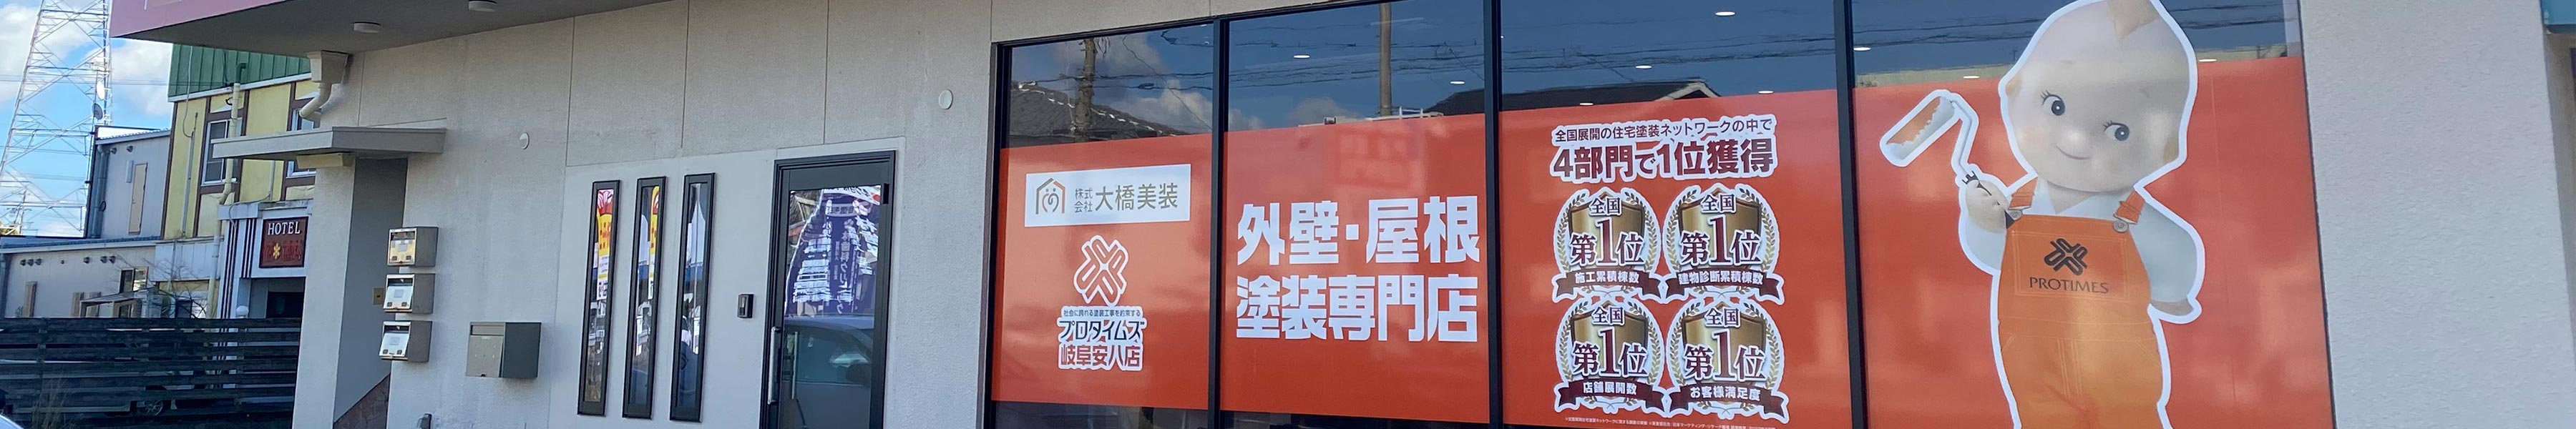 HOTEL
株式
会社
大橋美装
社会に誇れる塗装工事を約束する
プロタイムズ
岐阜安八店
外壁・屋根
塗装専門店
全国展開の住宅塗装ネットワークの中で
4部門で1位獲得
全国
第1位
施工累積棟数
全国
第1位
建物診断累積棟数
全国
第1位
店舗展開数
全国
第1位
お客様満足度
PROTIMES